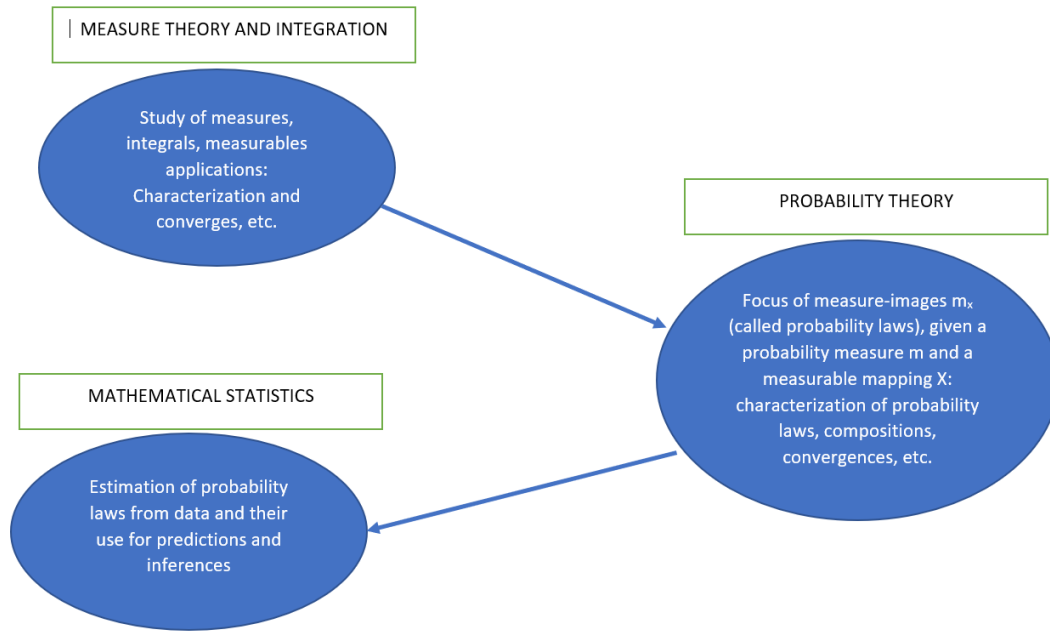 MEASURE THEORY AND INTEGRATION
Study of measures,
integrals, measurables
applications:
Characterization and
converges, etc.
PROBABILITY THEORY
Focus of measure-images mₓ
(called probability laws), given a
probability measure m and a
measurable mapping X:
characterization of probability
laws, compositions,
convergences, etc.
MATHEMATICAL STATISTICS
Estimation of probability
laws from data and their
use for predictions and
inferences